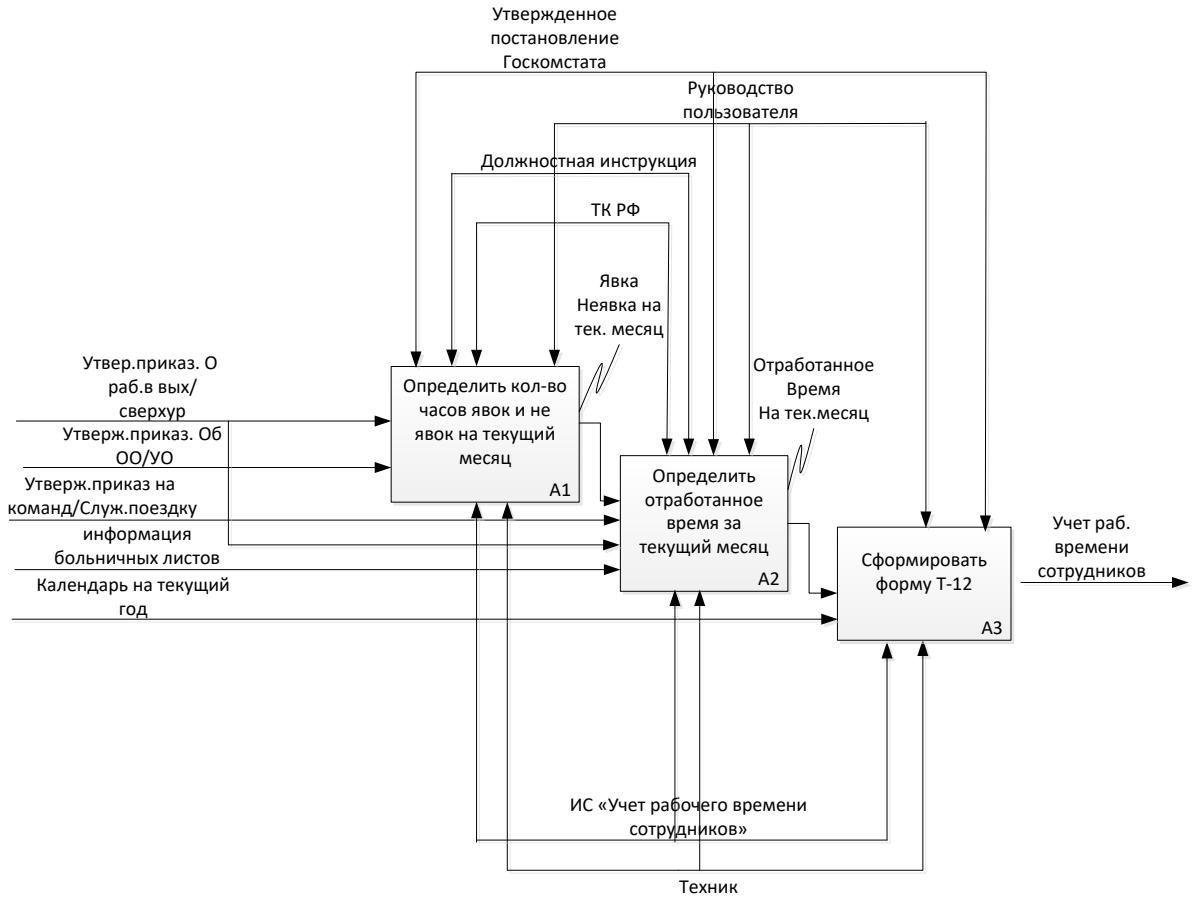 Утвержденное
постановление
Госкомстата
Руководство
пользователя
Должностная инструкция
ТК РФ
Явка
Неявка на
тек. месяц
Утвер.приказ. О
раб.в вых/
сверхур
Утверж.приказ. Об
ОО/УО
Утверж.приказ на
команд/Служ.поездку
информация
больничных листов
Календарь на текущий
год
Определить кол-во
часов явок и не
явок на текущий
месяц
А1
Отработанное
Время
На тек.месяц
Определить
отработанное
время за
текущий месяц
А2
Сформировать
форму Т-12
А3
Учет раб.
времени
сотрудников
ИС «Учет рабочего времени
сотрудников»
Техник